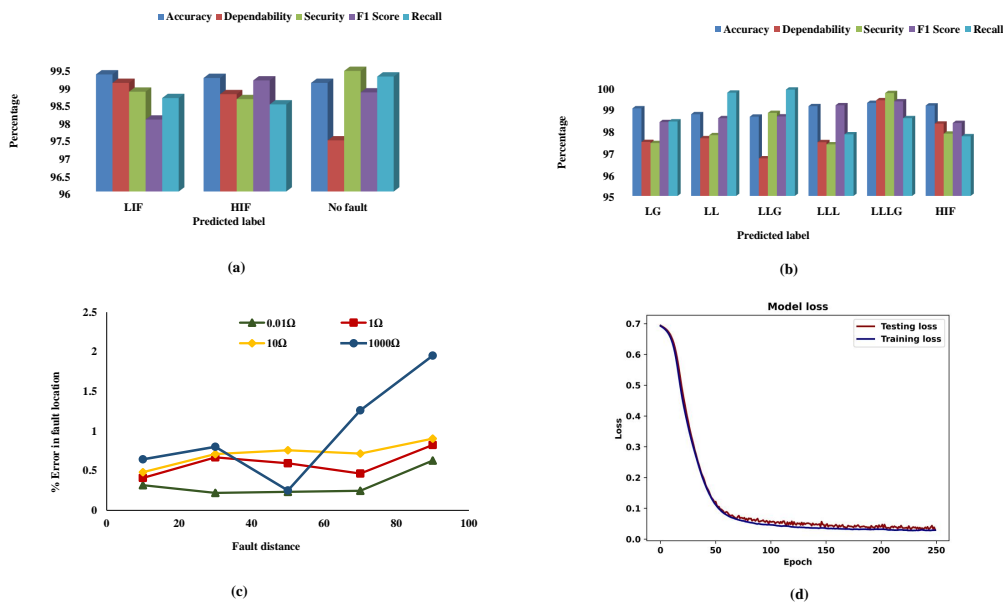 Accuracy Dependability Security F1 Score Recall
Percentage
99.5
99
98.5
98
97.5
97
96.5
96
LIF HIF No fault
Predicted label
(a)
Accuracy Dependability Security F1 Score Recall
Percentage
100
99
98
97
96
95
LG LL LLG LLL LLLG HIF
Predicted label
(b)
% Error in fault location
2.5
2
1.5
1
0.5
0
0.01Ω 1Ω
10Ω 1000Ω
0 20 40 60 80 100
Fault distance
(c)
Model loss
Testing loss
Training loss
Loss
0.7
0.6
0.5
0.4
0.3
0.2
0.1
0.0
0 50 100 150 200 250
Epoch
(d)